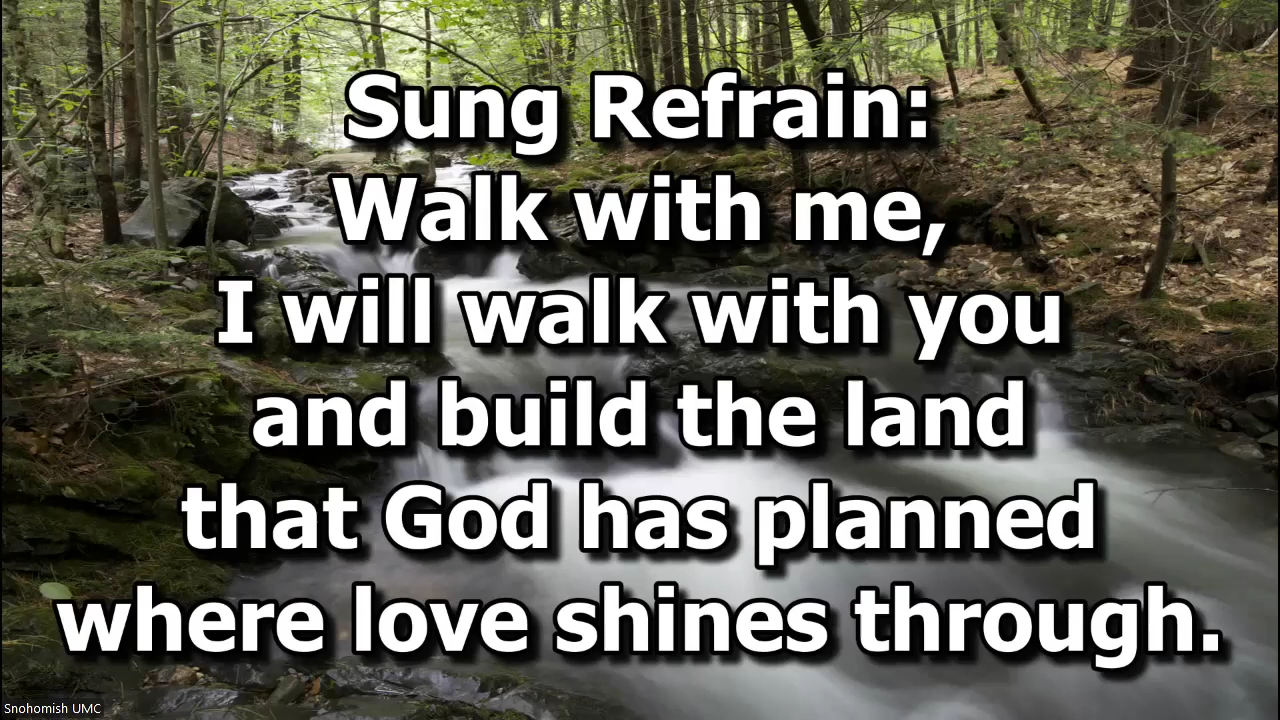 Sung Refrain:
Walk with me,
I will walk with you
and build the land
that God has planned
where love shines through.
Snohomish UMC